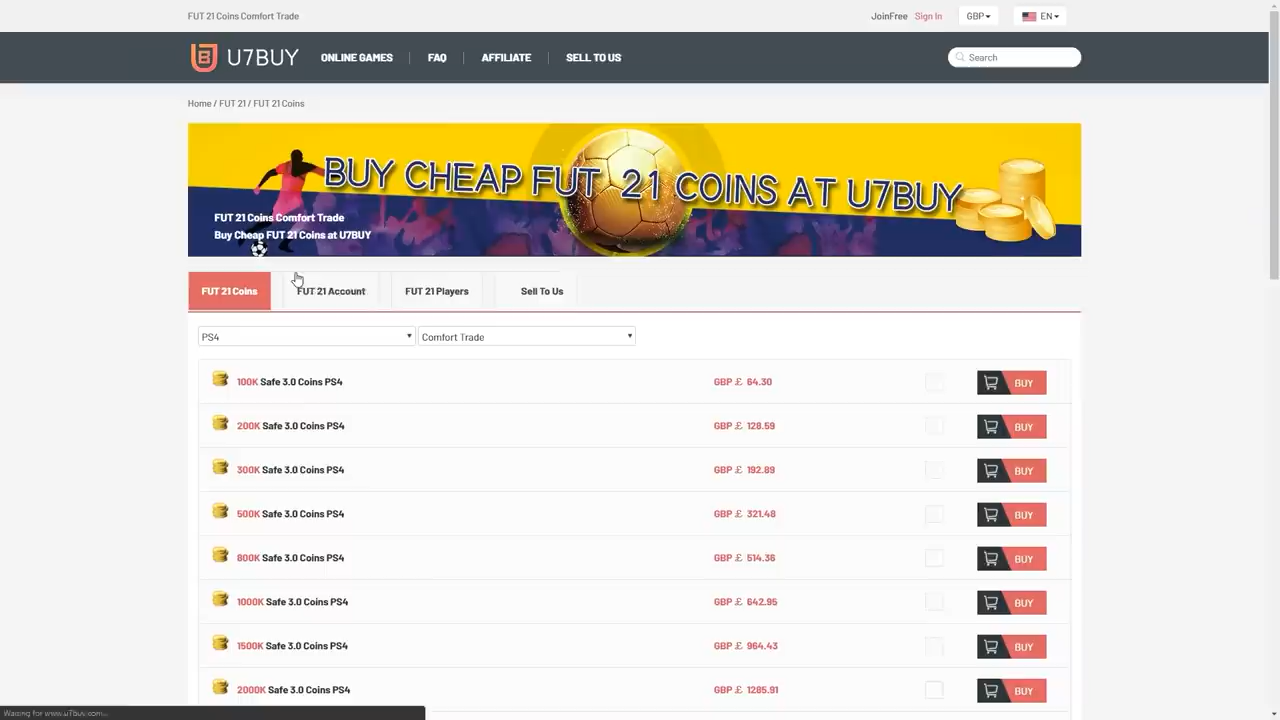 FUT 21 Coins Comfort Trade
JoinFree Sign In GBP EN
U7BUY ONLINE GAMES FAQ AFFILIATE SELL TO US Search
Home / FUT 21 / FUT 21 Coins
BUY CHEAP FUT 21 COINS AT U7BUY
FUT 21 Coins Comfort Trade
Buy Cheap FUT 21 Coins at U7BUY
FUT 21 Coins FUT 21 Account FUT 21 Players Sell To Us
PS4 Comfort Trade
100K Safe 3.0 Coins PS4 GBP £ 64.30 BUY
200K Safe 3.0 Coins PS4 GBP £ 128.59 BUY
300K Safe 3.0 Coins PS4 GBP £ 192.89 BUY
500K Safe 3.0 Coins PS4 GBP £ 321.48 BUY
800K Safe 3.0 Coins PS4 GBP £ 514.36 BUY
1000K Safe 3.0 Coins PS4 GBP £ 642.95 BUY
1500K Safe 3.0 Coins PS4 GBP £ 964.43 BUY
2000K Safe 3.0 Coins PS4 GBP £ 1285.91 BUY
Waiting for www.u7buy.com...